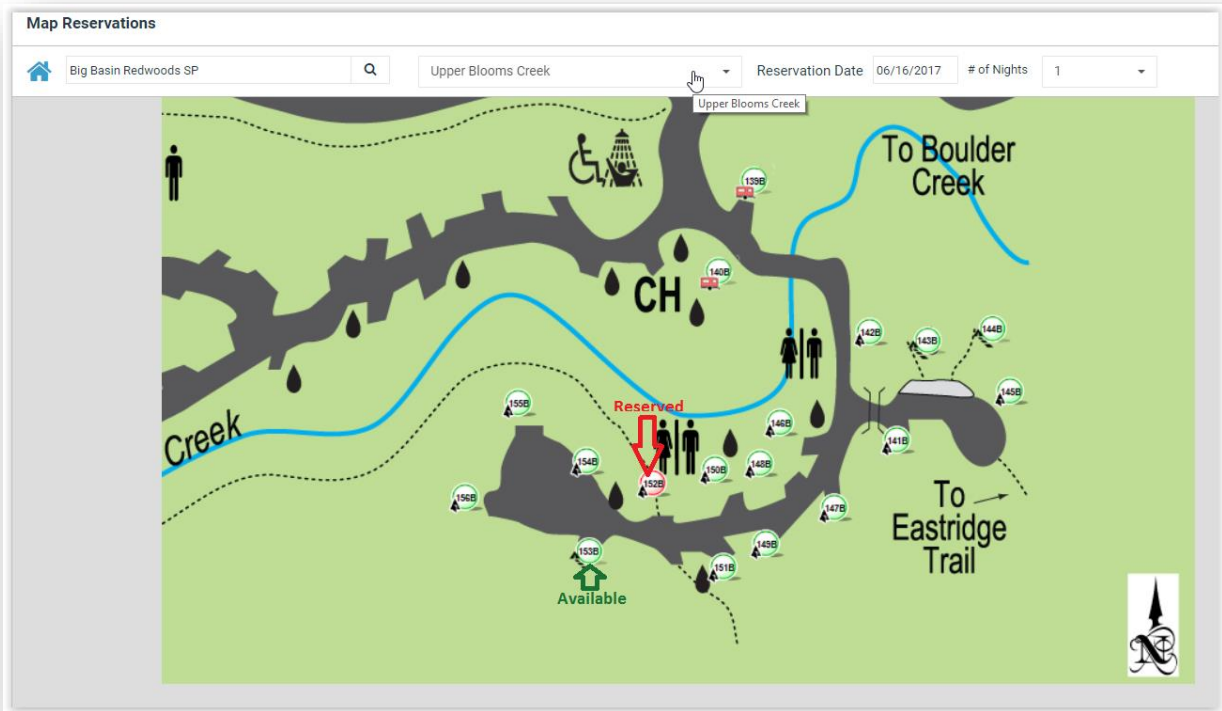 Map Reservations
Big Basin Redwoods SP
Upper Blooms Creek
Reservation Date 06/16/2017 # of Nights 1
Upper Blooms Creek
To Boulder
Creek
139B
140B
CH
142B
143B
144B
145B
155B
Reserved
146B
141B
Creek
154B
150B
148B
152B
156B
147B
To
Eastridge
Trail
149B
153B
151B
Available
N